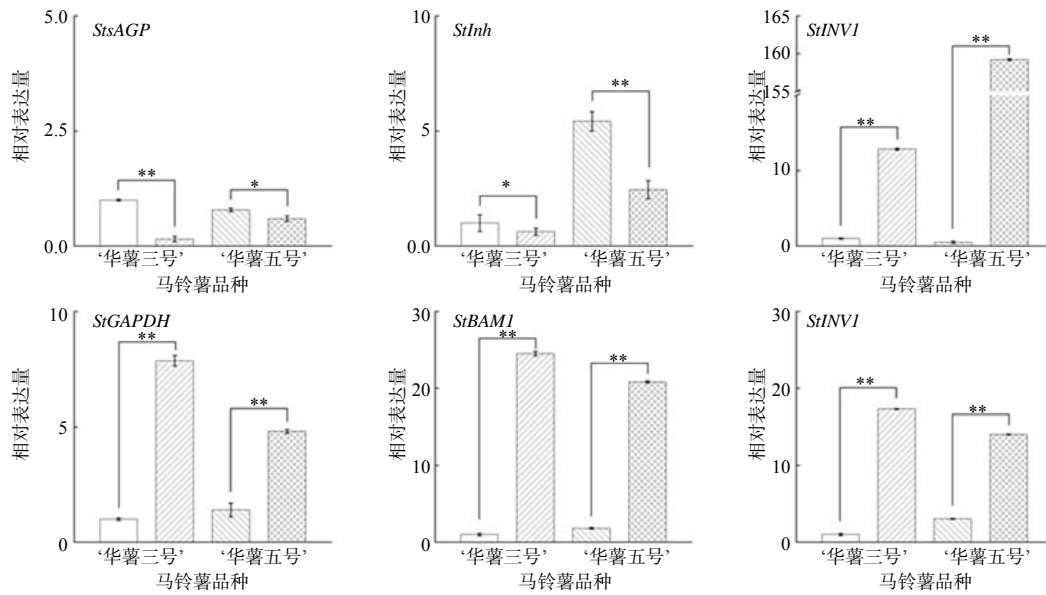 5.0
StsAGP
相对表达量
2.5
**
*
0.0
‘华薯三号’
‘华薯五号’
马铃薯品种
10
StInh
相对表达量
5
*
**
0.0
‘华薯三号’
‘华薯五号’
马铃薯品种
165
StINV1
160
155
相对表达量
10
**
**
0
‘华薯三号’
‘华薯五号’
马铃薯品种
10
StGAPDH
**
相对表达量
5
**
0
‘华薯三号’
‘华薯五号’
马铃薯品种
30
StBAM1
**
20
相对表达量
**
10
0
‘华薯三号’
‘华薯五号’
马铃薯品种
30
StINV1
20
相对表达量
**
**
10
0
‘华薯三号’
‘华薯五号’
马铃薯品种